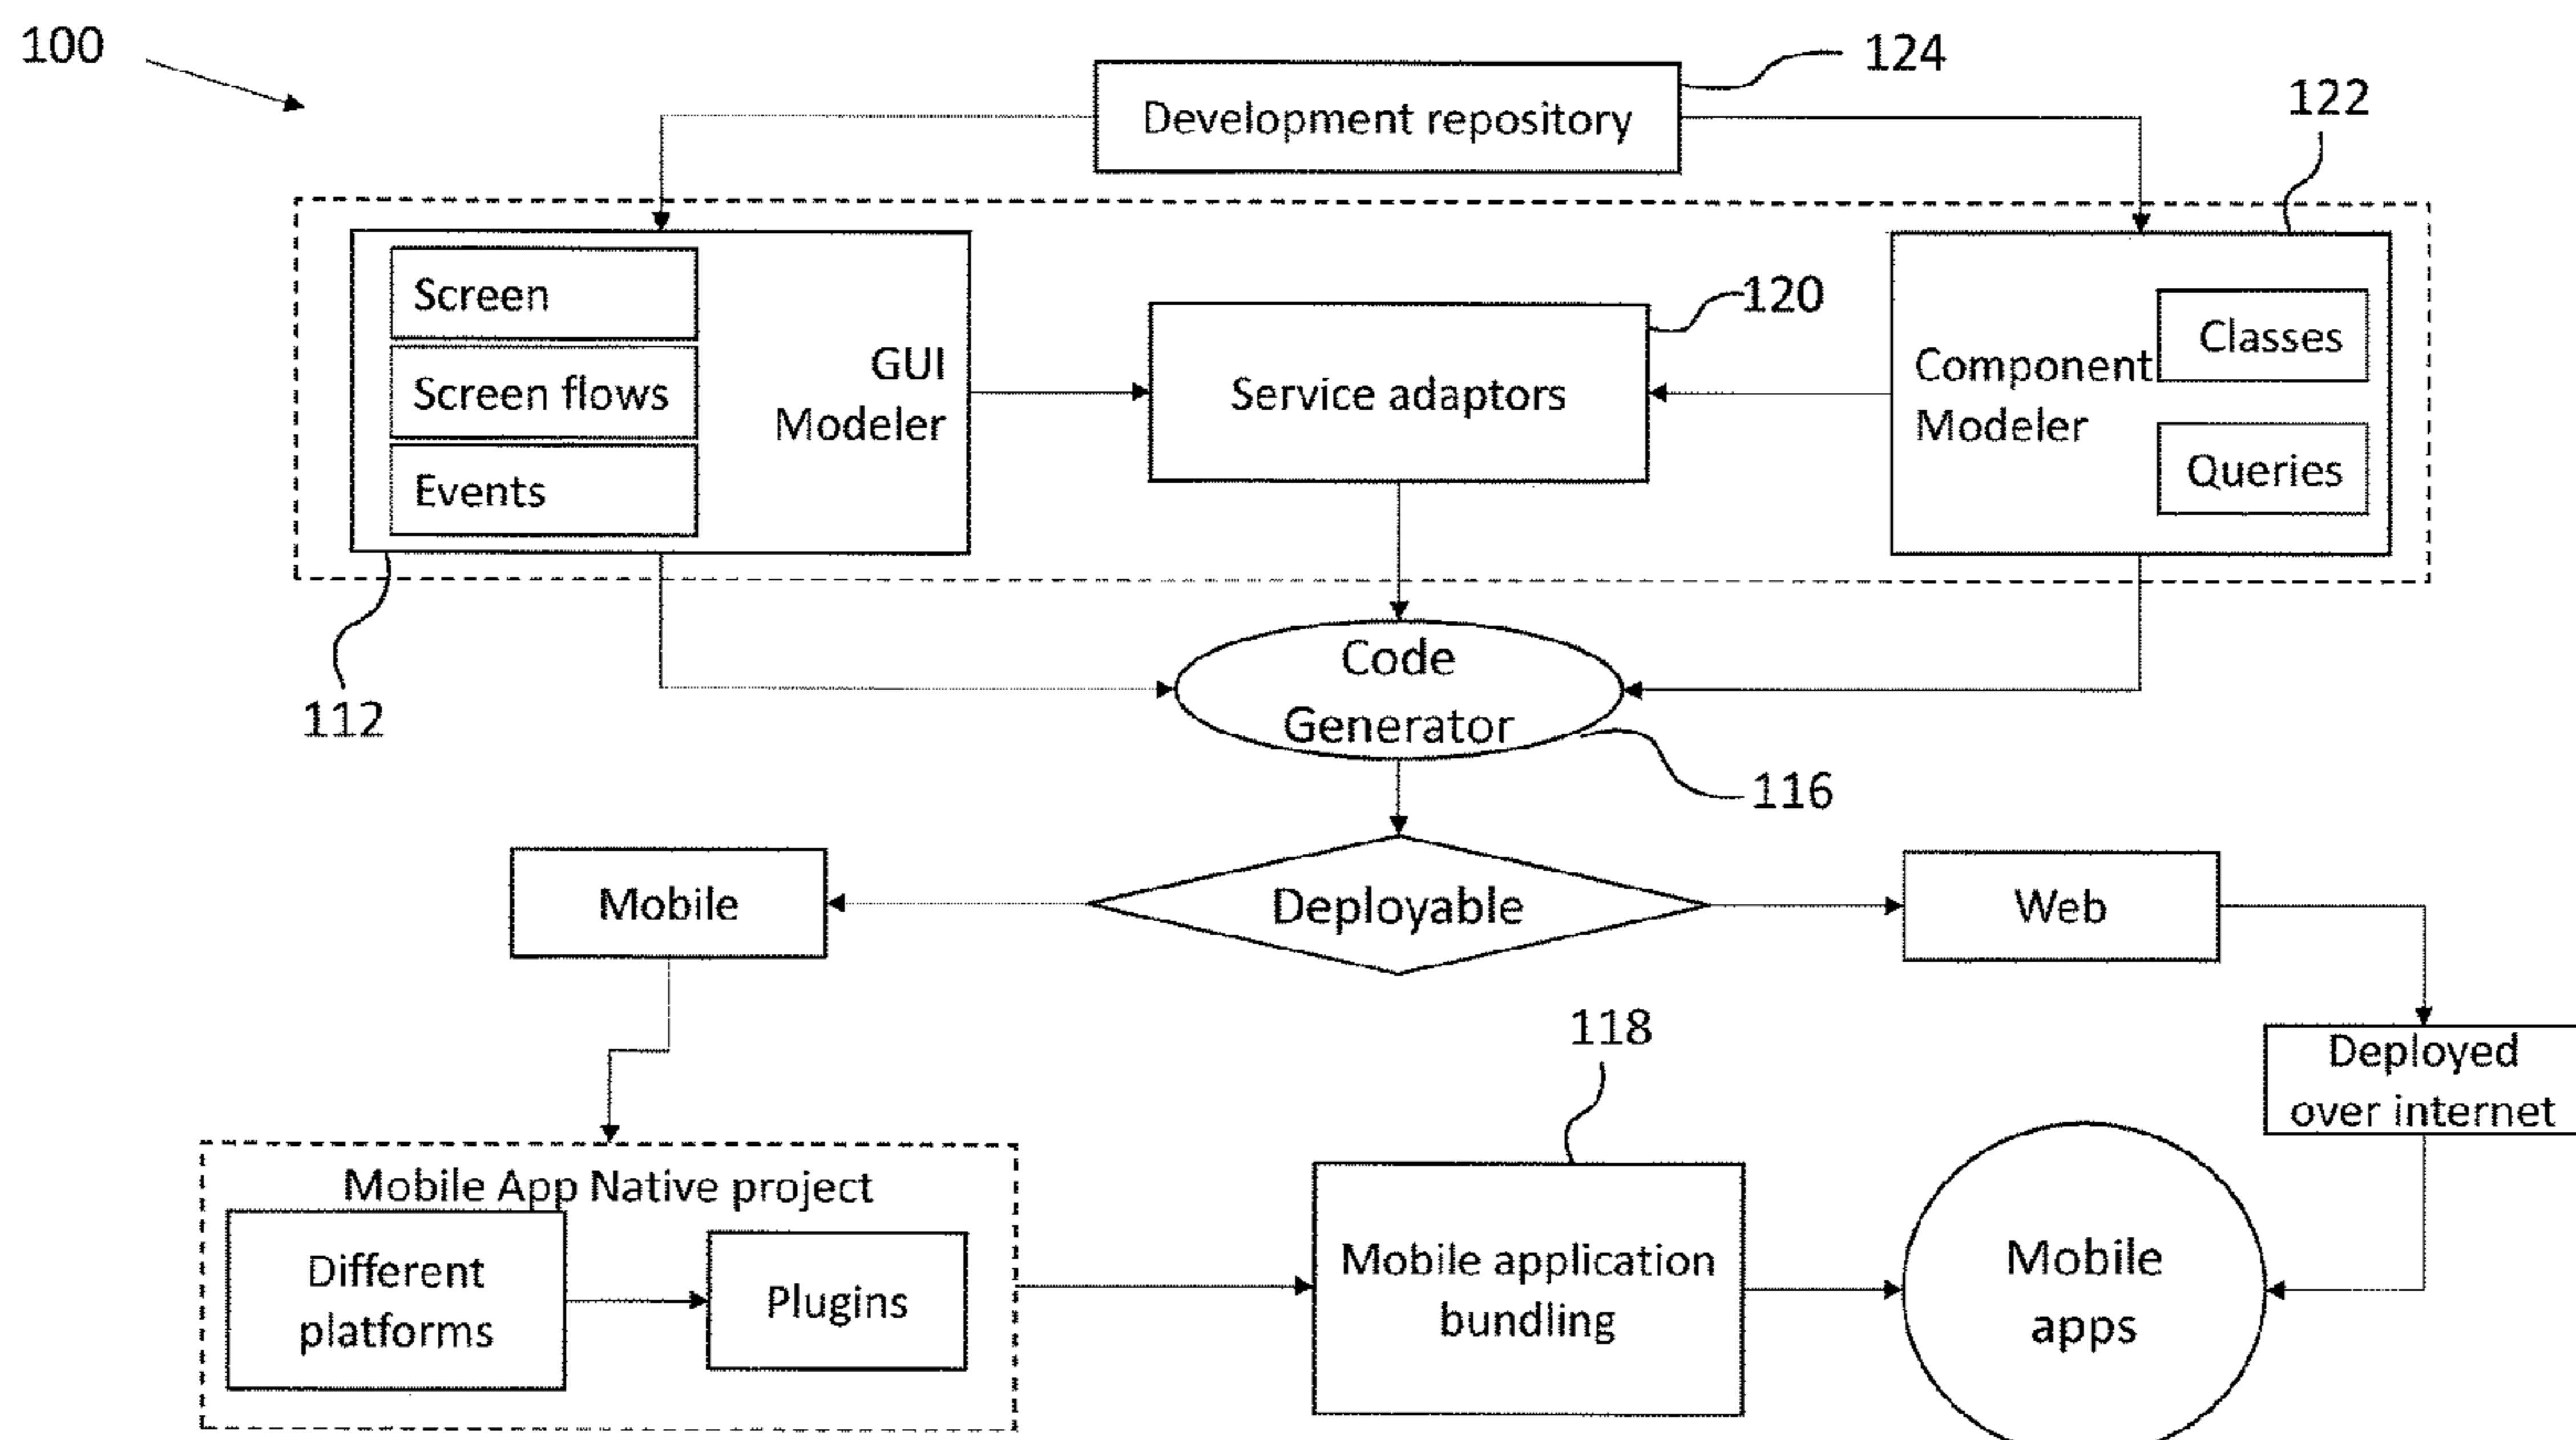 100
124
Development repository
122
Screen
Screen flows
Events
GUI
Modeler
120
Service adaptors
Component
Modeler
Classes
Queries
112
Code
Generator
116
Mobile
Deployable
Web
118
Deployed
over internet
Mobile App Native project
Different
platforms
Plugins
Mobile application
bundling
Mobile
apps